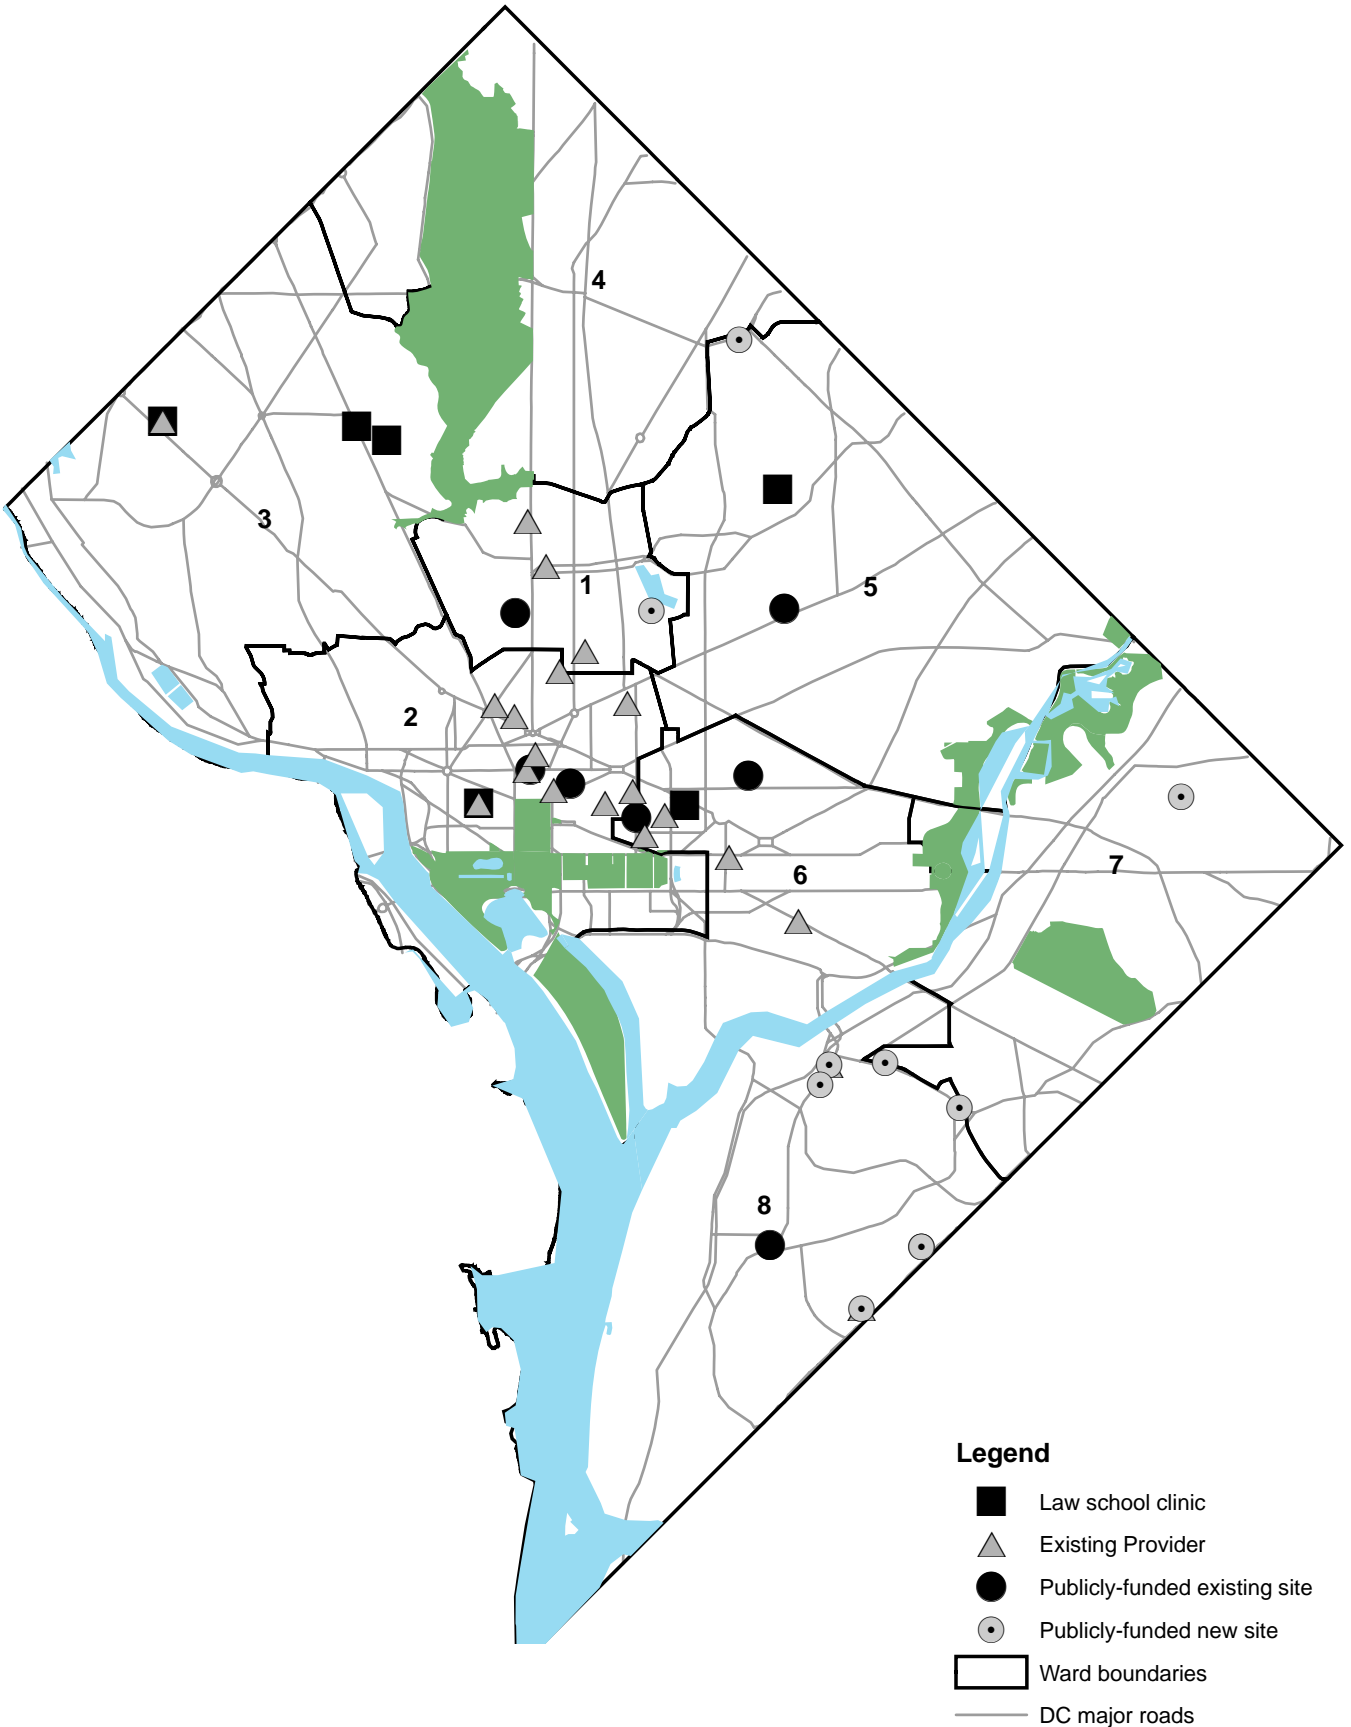 4
3
1
5
2
6
7
8
Legend
Law school clinic
Existing Provider
Publicly-funded existing site
Publicly-funded new site
Ward boundaries
DC major roads